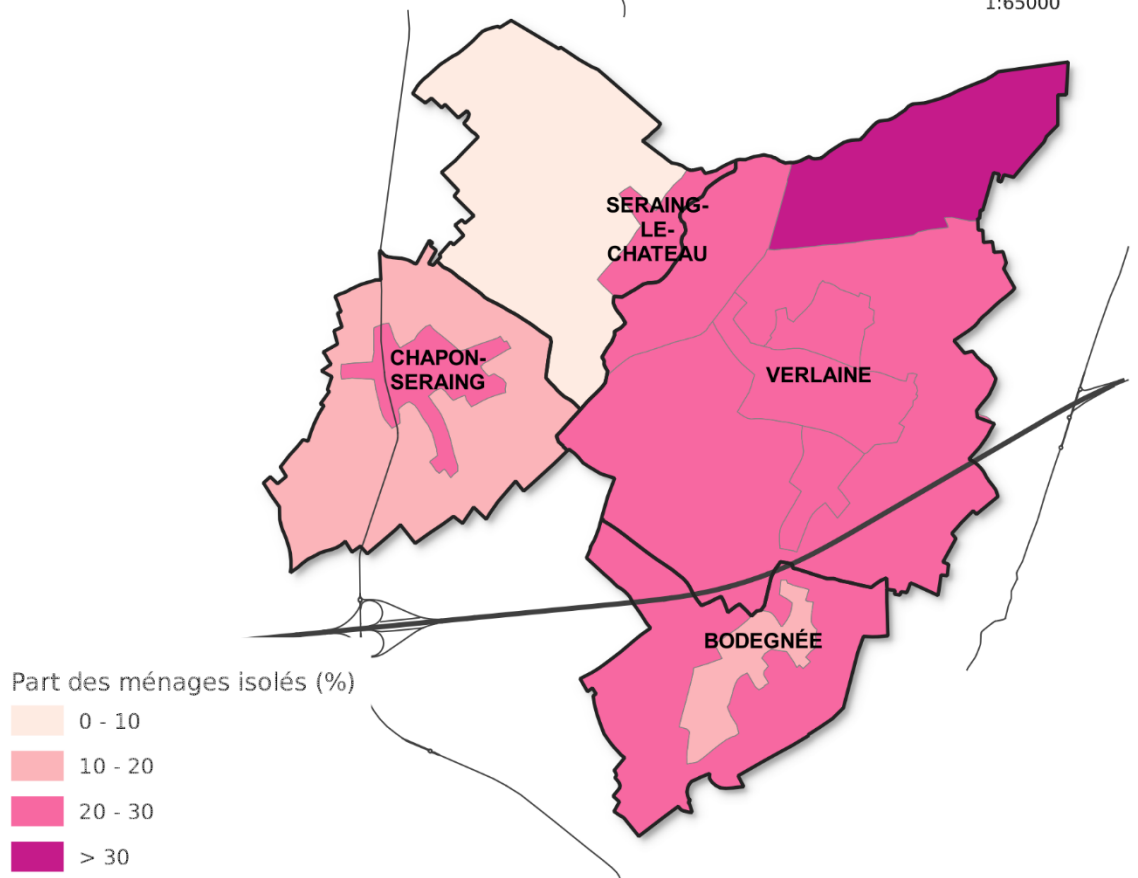 1:65000
SERAING-
LE-
CHATEAU
CHAPON-
SERAING
VERLAINE
BODEGNÉE
Part des ménages isolés (%)
0 - 10
10 - 20
20 - 30
> 30